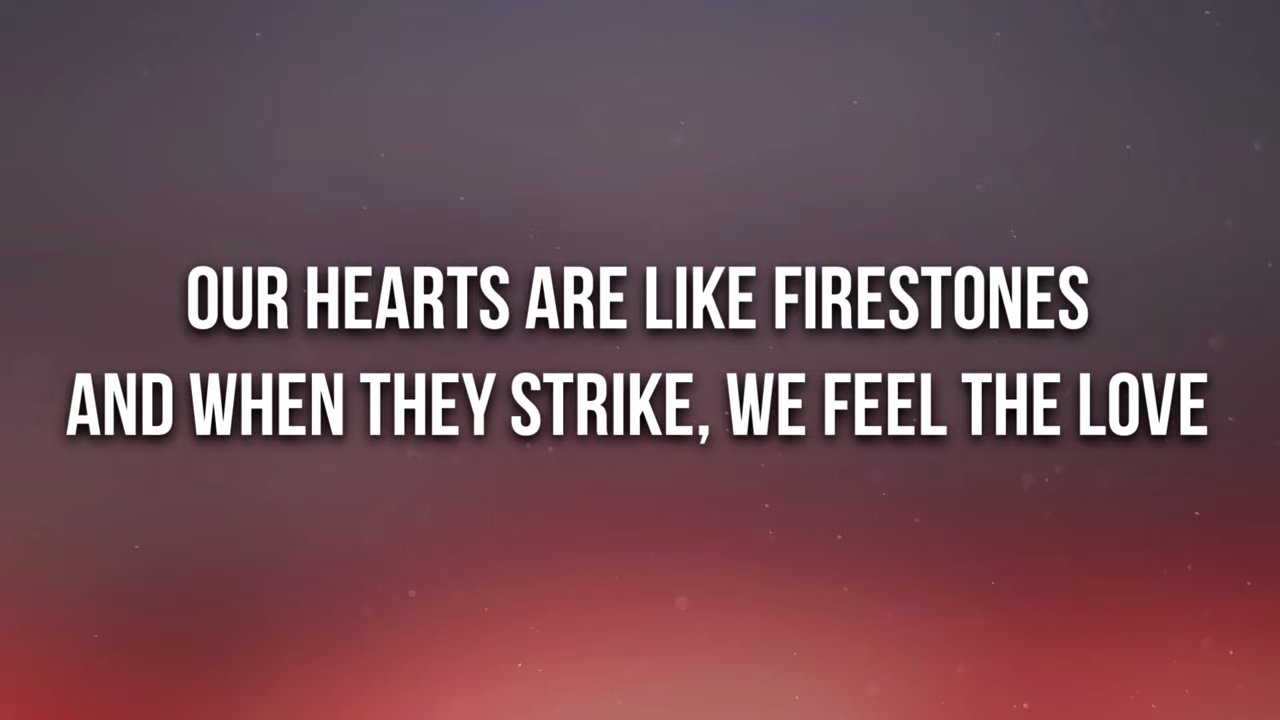 OUR HEARTS ARE LIKE FIRESTONES
AND WHEN THEY STRIKE, WE FEEL THE LOVE